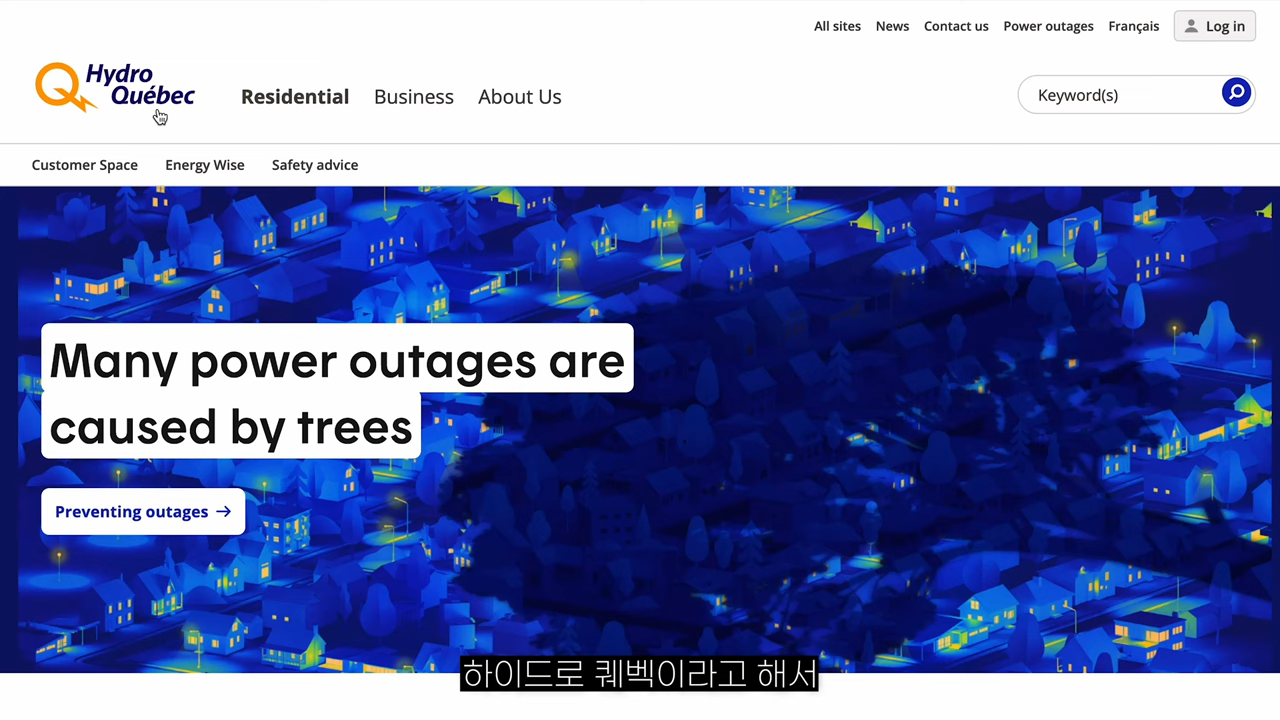 All sites News Contact us Power outages Français Log in
Hydro
Québec
Residential Business About Us
Keyword(s)
Customer Space Energy Wise Safety advice
Many power outages are
caused by trees
Preventing outages →
하이드로 퀘벡이라고 해서